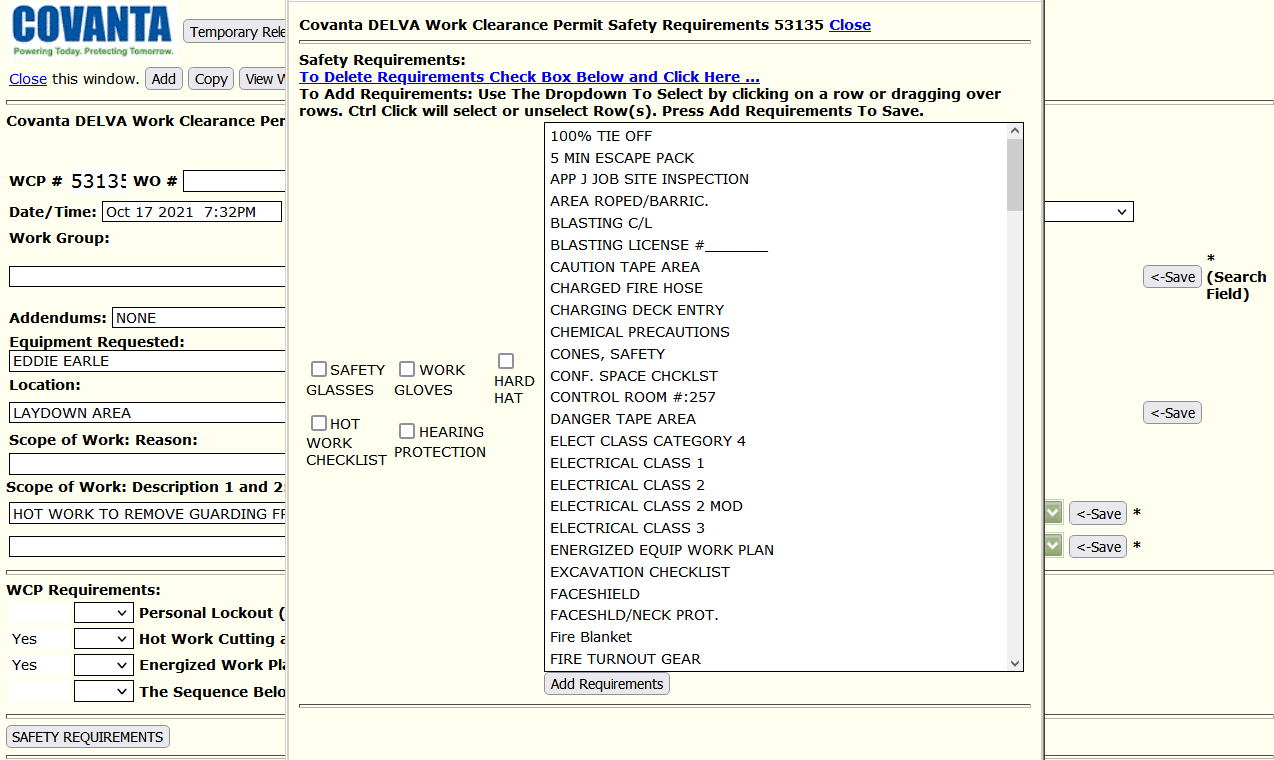 COVANTA
Powering Today. Protecting Tomorrow.
Temporary Rele
Close this window. Add Copy View W
Covanta DELVA Work Clearance Per
WCP # 53135 WO #
Date/Time: Oct 17 2021 7:32PM
Work Group:
<-Save
* (Search Field)
Addendums: NONE
Equipment Requested:
EDDIE EARLE
Location:
LAYDOWN AREA
<-Save
Scope of Work: Reason:
Scope of Work: Description 1 and 2
HOT WORK TO REMOVE GUARDING FR
<-Save *
<-Save *
WCP Requirements:
Personal Lockout (
Yes Hot Work Cutting a
Yes Energized Work Pla
The Sequence Belo
SAFETY REQUIREMENTS
Covanta DELVA Work Clearance Permit Safety Requirements 53135 Close
Safety Requirements:
To Delete Requirements Check Box Below and Click Here ...
To Add Requirements: Use The Dropdown To Select by clicking on a row or dragging over
rows. Ctrl Click will select or unselect Row(s). Press Add Requirements To Save.
SAFETY GLASSES
WORK GLOVES
HARD HAT
HOT WORK CHECKLIST
HEARING PROTECTION
100% TIE OFF
5 MIN ESCAPE PACK
APP J JOB SITE INSPECTION
AREA ROPED/BARRIC.
BLASTING C/L
BLASTING LICENSE #_______
CAUTION TAPE AREA
CHARGED FIRE HOSE
CHARGING DECK ENTRY
CHEMICAL PRECAUTIONS
CONES, SAFETY
CONF. SPACE CHCKLST
CONTROL ROOM #:257
DANGER TAPE AREA
ELECT CLASS CATEGORY 4
ELECTRICAL CLASS 1
ELECTRICAL CLASS 2
ELECTRICAL CLASS 2 MOD
ELECTRICAL CLASS 3
ENERGIZED EQUIP WORK PLAN
EXCAVATION CHECKLIST
FACESHIELD
FACESHLD/NECK PROT.
Fire Blanket
FIRE TURNOUT GEAR
Add Requirements